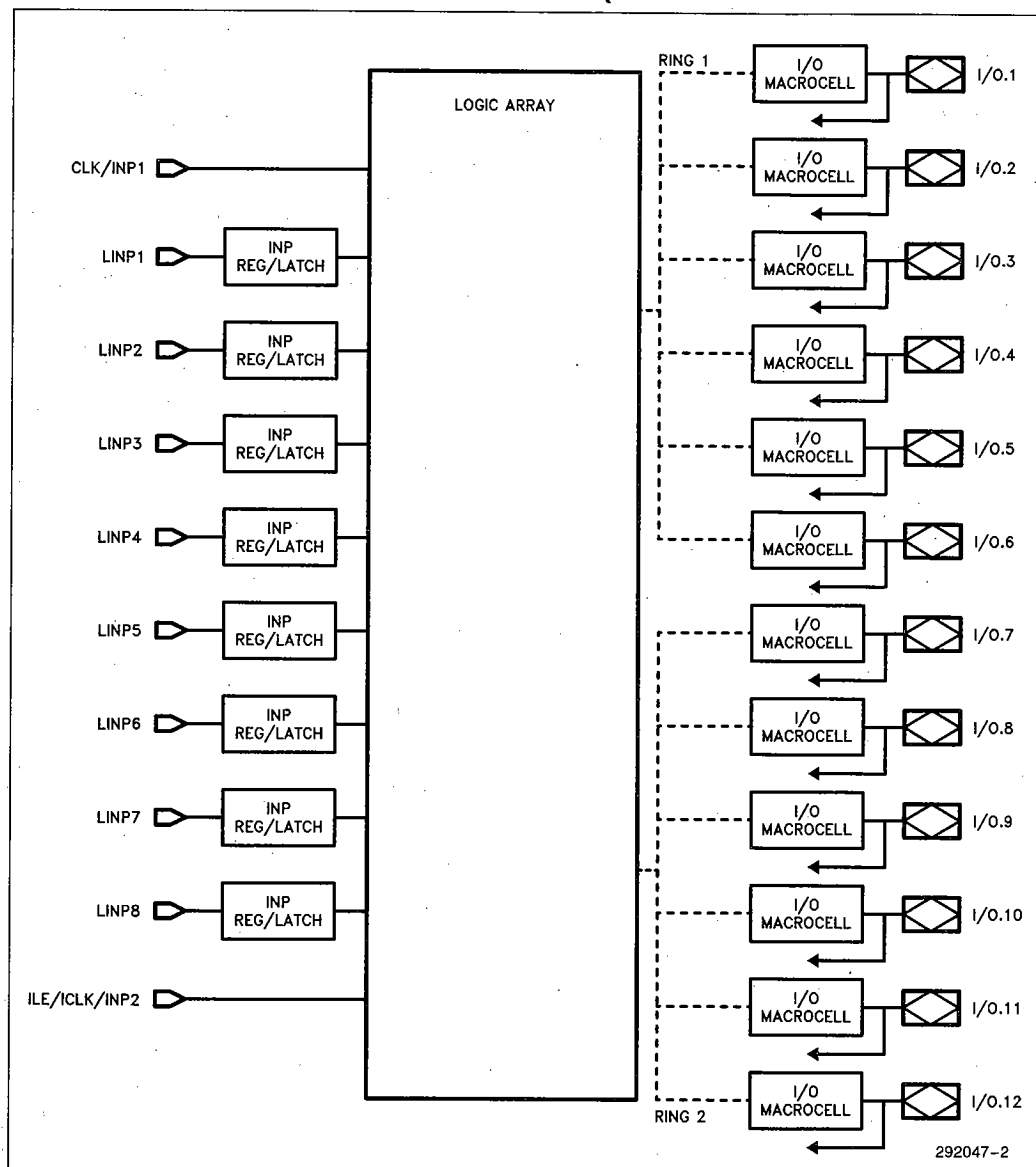 RING 1
LOGIC ARRAY
I/O
MACROCELL
I/O.1
CLK/INP1
I/O
MACROCELL
I/O.2
LINP1
INP
REG/LATCH
I/O
MACROCELL
I/O.3
LINP2
INP
REG/LATCH
I/O
MACROCELL
I/O.4
LINP3
INP
REG/LATCH
I/O
MACROCELL
I/O.5
LINP4
INP
REG/LATCH
I/O
MACROCELL
I/O.6
LINP5
INP
REG/LATCH
I/O
MACROCELL
I/O.7
LINP6
INP
REG/LATCH
I/O
MACROCELL
I/O.8
LINP7
INP
REG/LATCH
I/O
MACROCELL
I/O.9
LINP8
INP
REG/LATCH
I/O
MACROCELL
I/O.10
ILE/ICLK/INP2
I/O
MACROCELL
I/O.11
RING 2
I/O
MACROCELL
I/O.12
292047-2